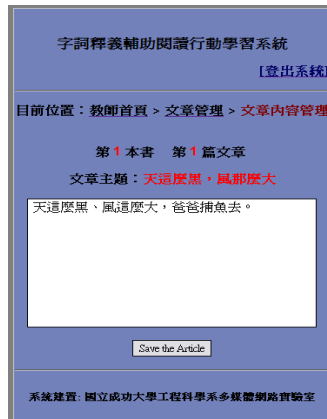 字詞釋義輔助閱讀行動學習系統
[登出系統]
目前位置：教師首頁 > 文章管理 > 文章內容管理
第1本書 第1篇文章
文章主題：天這麼黑，風那麼大
天這麼黑、風這麼大，爸爸捕魚去。
Save the Article
系統建置: 國立成功大學工程科學系多媒體網路實驗室